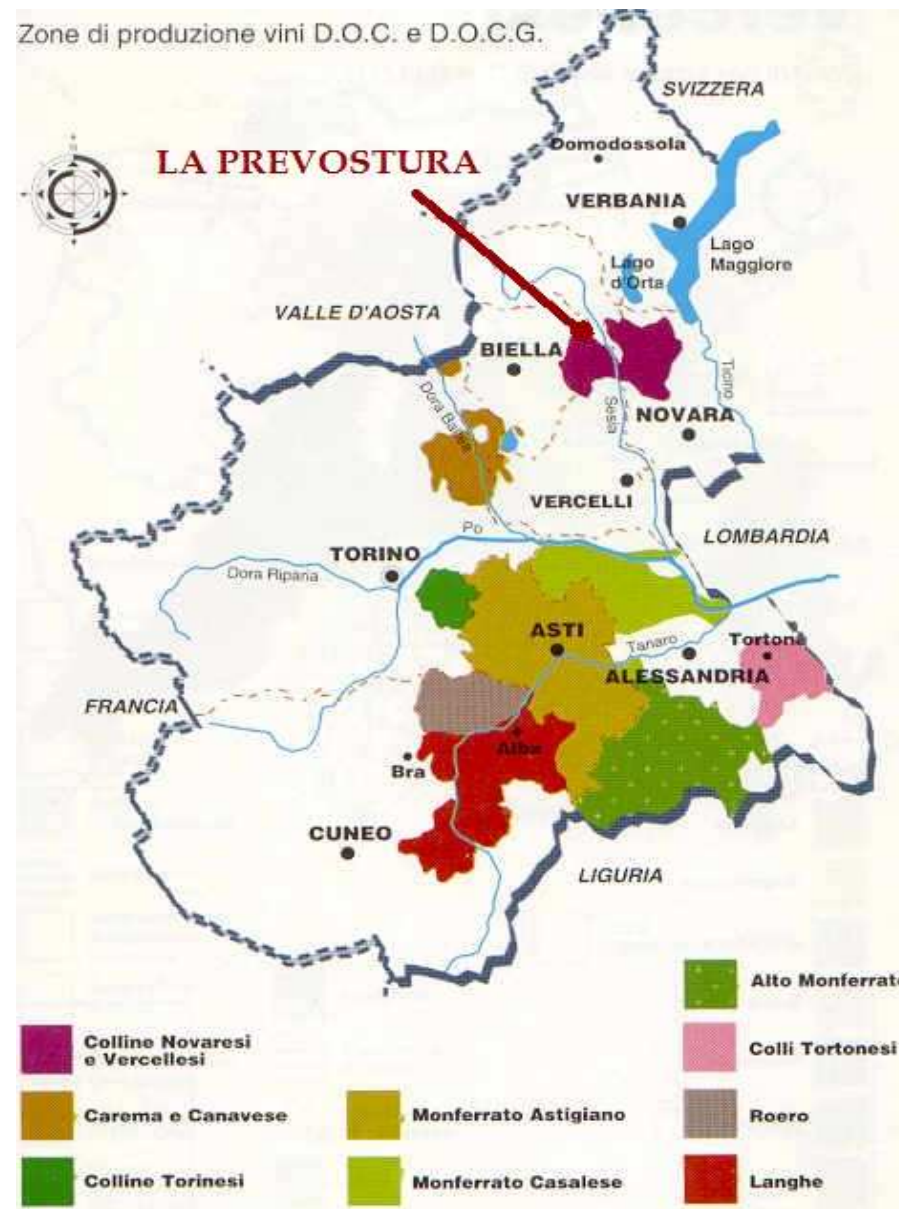 Zone di produzione vini D.O.C. e D.O.C.G.
SVIZZERA
Domodossola
LA PREVOSTURA
VERBANIA
Lago
Maggiore
Lago
d'Orta
VALLE D'AOSTA
BIELLA
Ticino
Dora Baltea
Sesia
NOVARA
VERCELLI
Po
LOMBARDIA
TORINO
Dora Riparia
ASTI
Tanaro
Tortona
ALESSANDRIA
FRANCIA
Alba
Bra
CUNEO
LIGURIA
Alto Monferrato
Colline Novaresi
e Vercellesi
Colli Tortonesi
Carema e Canavese
Monferrato Astigiano
Roero
Colline Torinesi
Monferrato Casalese
Langhe